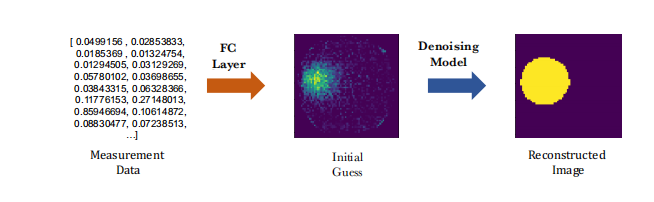 [ 0.0499156 , 0.02853833,
0.0185369 , 0.01324754,
0.01294505, 0.03129269,
0.05780102, 0.03698655,
0.03843315, 0.06328366,
0.11776153, 0.27148013,
0.85946694, 0.10614872,
0.08830477, 0.07238513,
...]
Measurement
Data
FC
Layer
Initial
Guess
Denoising
Model
Reconstructed
Image